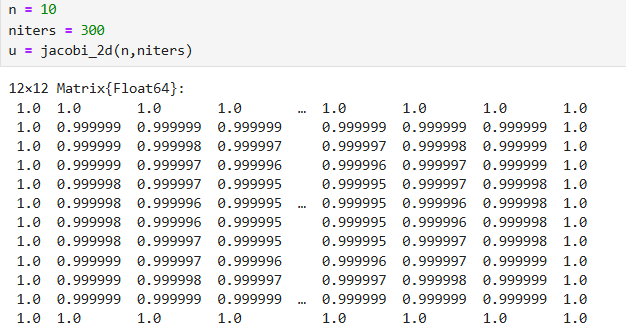 n = 10
niters = 300
u = jacobi_2d(n,niters)
12×12 Matrix{Float64}:
1.0 1.0 1.0 1.0 … 1.0 1.0 1.0 1.0
1.0 0.999999 0.999999 0.999999 0.999999 0.999999 0.999999 1.0
1.0 0.999999 0.999998 0.999997 0.999997 0.999998 0.999999 1.0
1.0 0.999999 0.999997 0.999996 0.999996 0.999997 0.999999 1.0
1.0 0.999998 0.999997 0.999995 0.999995 0.999997 0.999998 1.0
1.0 0.999998 0.999996 0.999995 … 0.999995 0.999996 0.999998 1.0
1.0 0.999998 0.999996 0.999995 0.999995 0.999996 0.999998 1.0
1.0 0.999998 0.999997 0.999995 0.999995 0.999997 0.999998 1.0
1.0 0.999999 0.999997 0.999996 0.999996 0.999997 0.999999 1.0
1.0 0.999999 0.999998 0.999997 0.999997 0.999998 0.999999 1.0
1.0 0.999999 0.999999 0.999999 … 0.999999 0.999999 0.999999 1.0
1.0 1.0 1.0 1.0 1.0 1.0 1.0 1.0